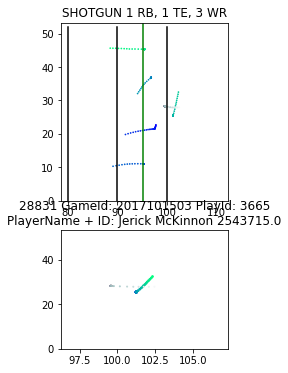 SHOTGUN 1 RB, 1 TE, 3 WR
50
40
30
20
10
0
80 90 100 110
28831 GameId: 2017101503 PlayId: 3665
PlayerName + ID: Jerick McKinnon 2543715.0
40
20
0
97.5 100.0 102.5 105.0